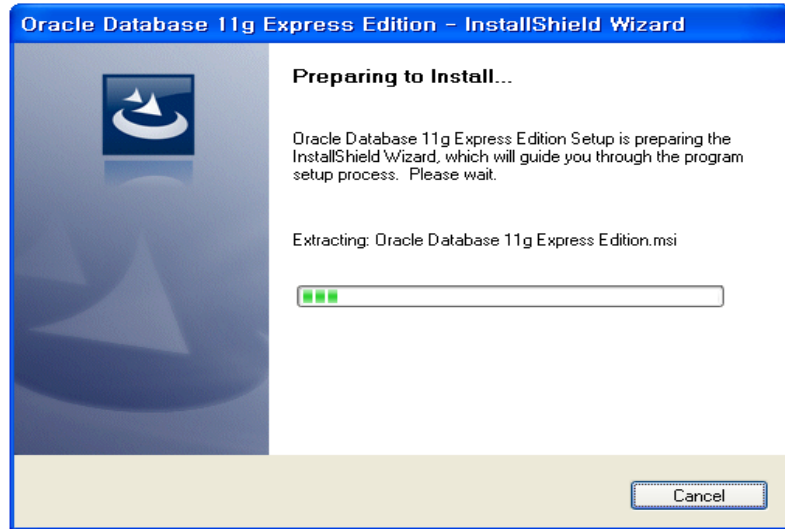 Oracle Database 11g Express Edition - InstallShield Wizard
Preparing to Install...
Oracle Database 11g Express Edition Setup is preparing the
InstallShield Wizard, which will guide you through the program
setup process. Please wait.
Extracting: Oracle Database 11g Express Edition.msi
Cancel